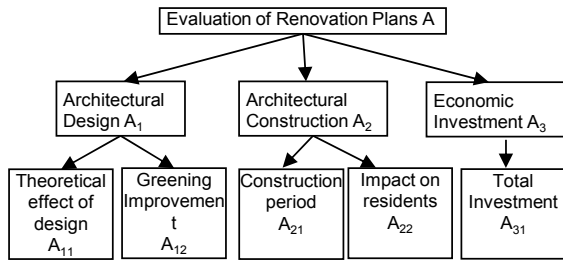 Evaluation of Renovation Plans A
Architectural
Design A₁
Architectural
Construction A₂
Economic
Investment A₃
Theoretical
effect of
design
A₁₁
Greening
Improvemen
t
A₁₂
Construction
period
A₂₁
Impact on
residents
A₂₂
Total
Investment
A₃₁